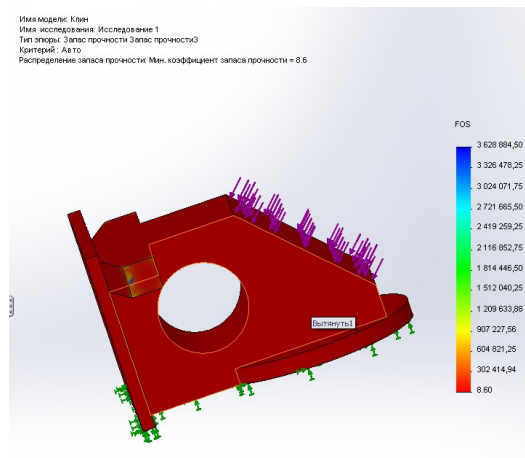 Имя модели: Клин
Имя исследования: Исследование 1
Тип эпюры: Запас прочности Запас прочности3
Критерий : Авто
Распределение запаса прочности: Мин. коэффициент запаса прочности = 8.6
FOS
3 628 884,50
3 326 478,25
3 024 071,75
2 721 665,50
2 419 259,25
2 116 852,75
1 814 446,50
1 512 040,25
1 209 633,88
907 227,56
604 821,25
302 414,94
8.60
Вытянуть1